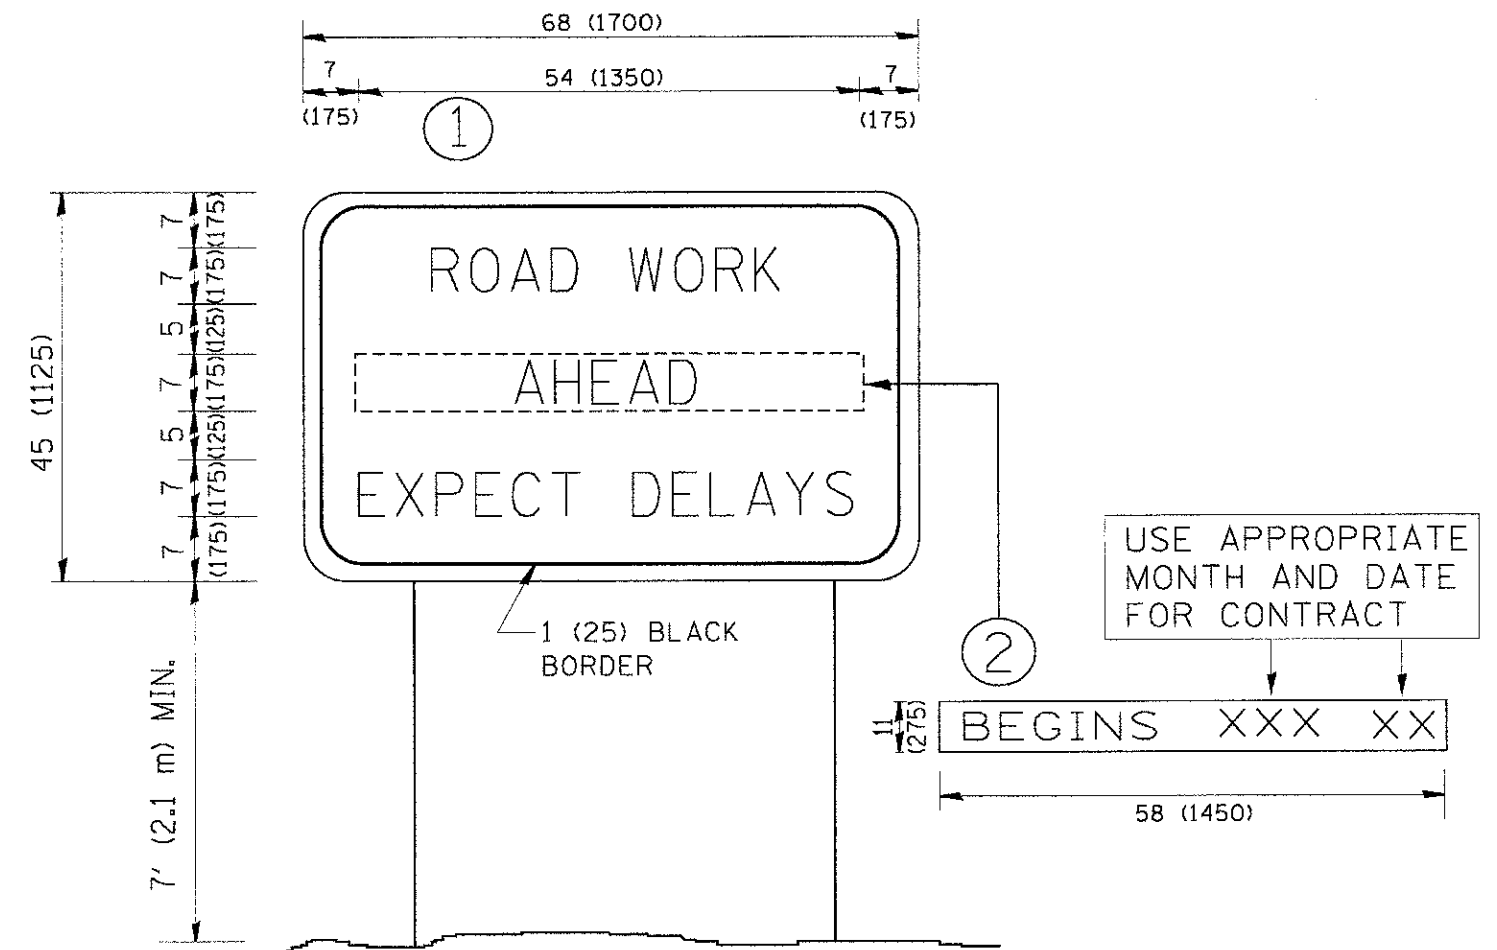 68 (1700)
7
54 (1350)
7
(175)
(175)
1
45 (1125)
7
(175)
7
(175)
5
(125)
7
(175)
5
(125)
7
(175)
7
(175)
ROAD WORK
AHEAD
EXPECT DELAYS
1 (25) BLACK
BORDER
7' (2.1 m) MIN.
2
USE APPROPRIATE
MONTH AND DATE
FOR CONTRACT
11
(275)
BEGINS XXX XX
58 (1450)